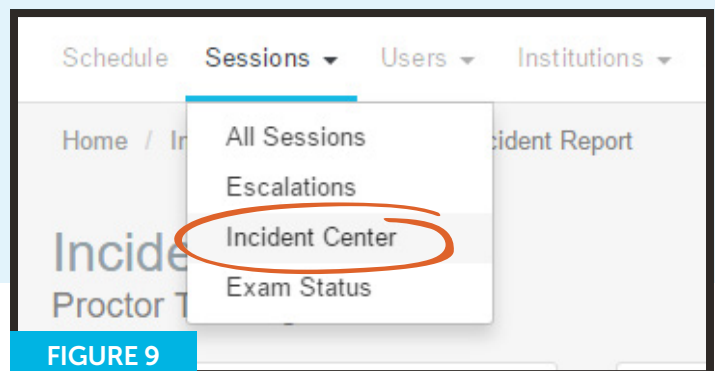 Schedule Sessions Users Institutions
Home / In cident Report
All Sessions
Escalations
Incident Center
Exam Status
Incide
Proctor T
FIGURE 9